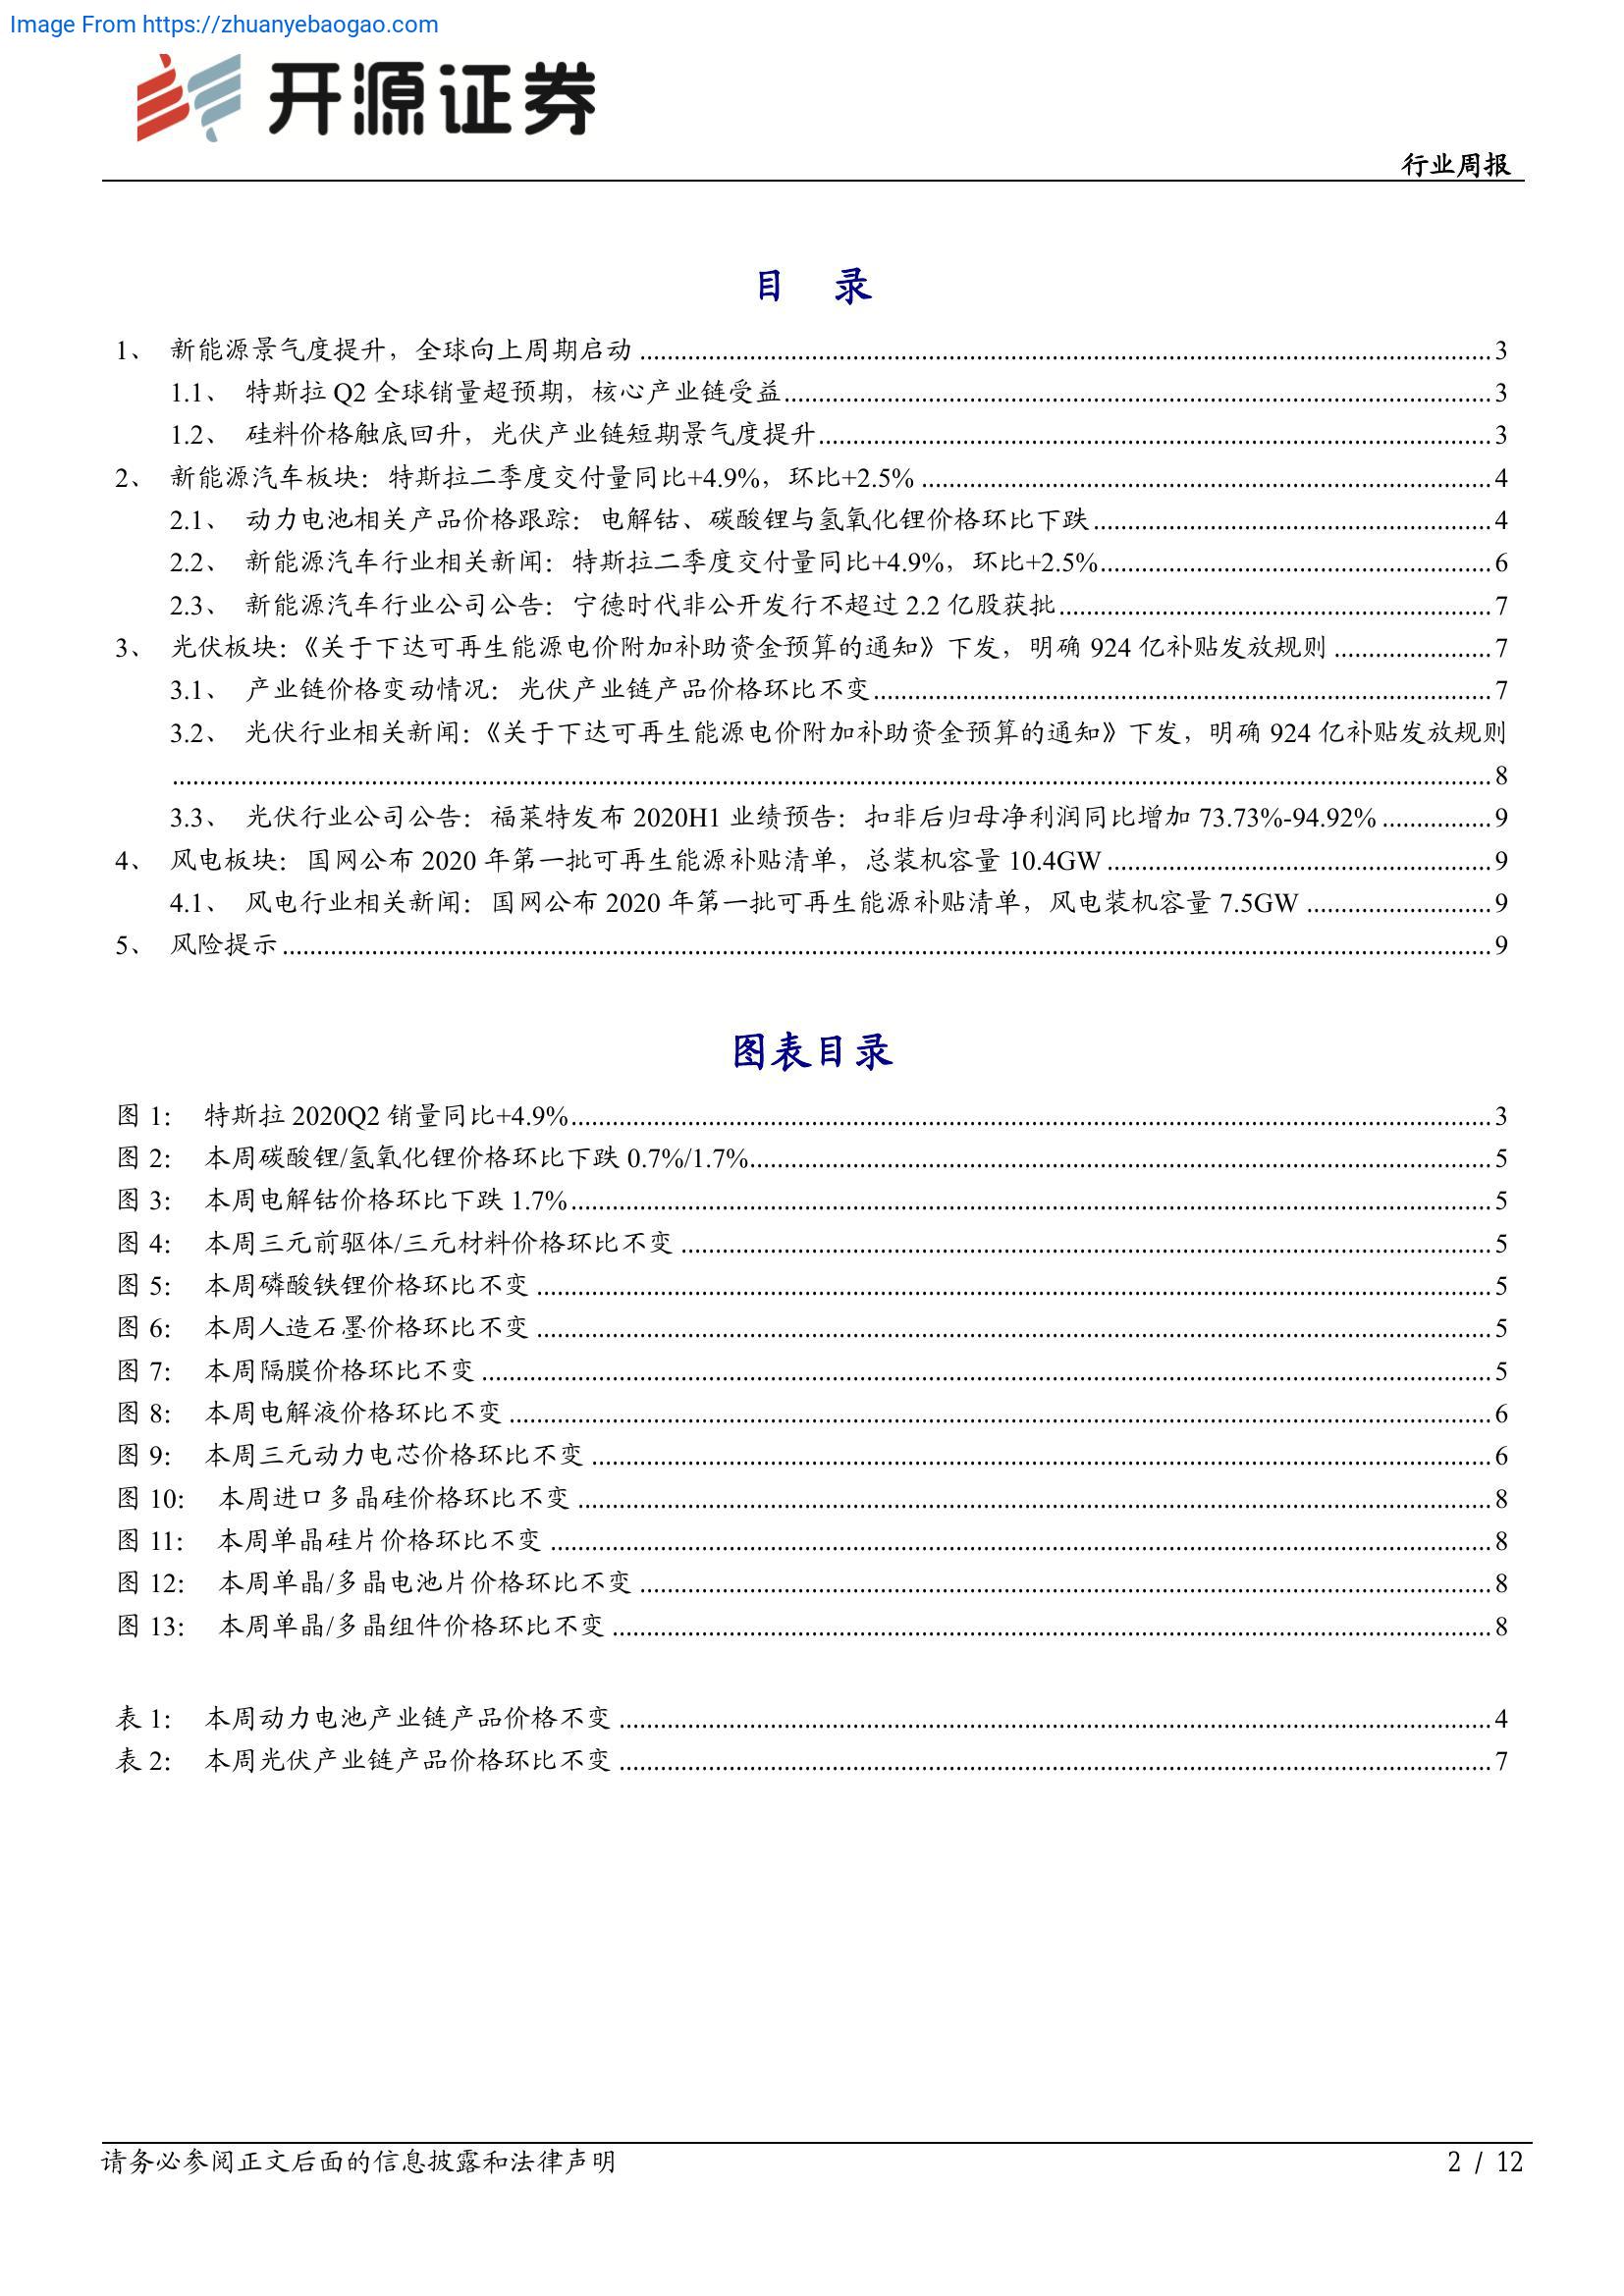 Image From https://zhuanyebaogao.com
开源证券
行业周报
目 录
1、 新能源景气度提升，全球向上周期启动 3
1.1、 特斯拉 Q2 全球销量超预期，核心产业链受益 3
1.2、 硅料价格触底回升，光伏产业链短期景气度提升 3
2、 新能源汽车板块：特斯拉二季度交付量同比+4.9%，环比+2.5% 4
2.1、 动力电池相关产品价格跟踪：电解钴、碳酸锂与氢氧化锂价格环比下跌 4
2.2、 新能源汽车行业相关新闻：特斯拉二季度交付量同比+4.9%，环比+2.5% 6
2.3、 新能源汽车行业公司公告：宁德时代非公开发行不超过 2.2 亿股获批 7
3、 光伏板块：《关于下达可再生能源电价附加补助资金预算的通知》下发，明确 924 亿补贴发放规则 7
3.1、 产业链价格变动情况：光伏产业链产品价格环比不变 7
3.2、 光伏行业相关新闻：《关于下达可再生能源电价附加补助资金预算的通知》下发，明确 924 亿补贴发放规则
8
3.3、 光伏行业公司公告：福莱特发布 2020H1 业绩预告：扣非后归母净利润同比增加 73.73%-94.92% 9
4、 风电板块：国网公布 2020 年第一批可再生能源补贴清单，总装机容量 10.4GW 9
4.1、 风电行业相关新闻：国网公布 2020 年第一批可再生能源补贴清单，风电装机容量 7.5GW 9
5、 风险提示 9
图表目录
图 1： 特斯拉 2020Q2 销量同比+4.9% 3
图 2： 本周碳酸锂/氢氧化锂价格环比下跌 0.7%/1.7% 5
图 3： 本周电解钴价格环比下跌 1.7% 5
图 4： 本周三元前驱体/三元材料价格环比不变 5
图 5： 本周磷酸铁锂价格环比不变 5
图 6： 本周人造石墨价格环比不变 5
图 7： 本周隔膜价格环比不变 5
图 8： 本周电解液价格环比不变 6
图 9： 本周三元动力电芯价格环比不变 6
图 10： 本周进口多晶硅价格环比不变 8
图 11： 本周单晶硅片价格环比不变 8
图 12： 本周单晶/多晶电池片价格环比不变 8
图 13： 本周单晶/多晶组件价格环比不变 8
表 1： 本周动力电池产业链产品价格不变 4
表 2： 本周光伏产业链产品价格环比不变 7
请务必参阅正文后面的信息披露和法律声明
2 / 12